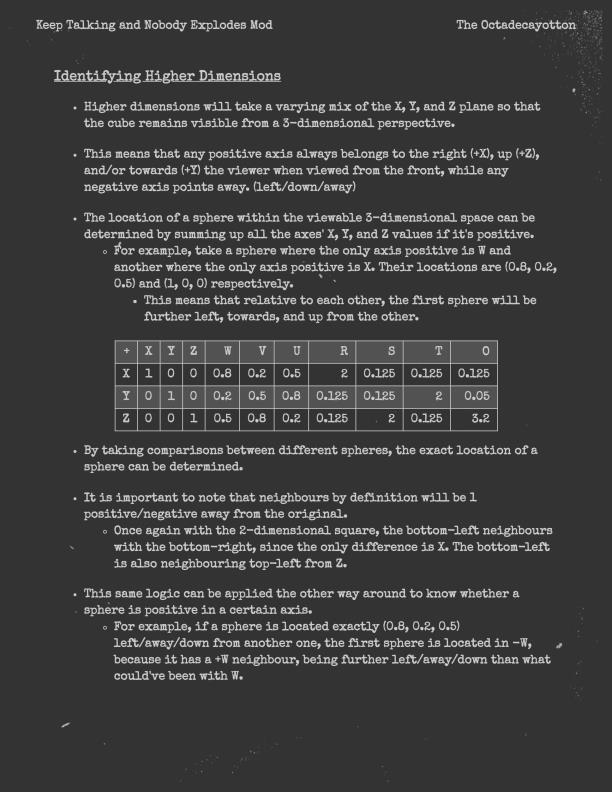 Keep Talking and Nobody Explodes Mod The Octadecayotton
Identifying Higher Dimensions
• Higher dimensions will take a varying mix of the X, Y, and Z plane so that
the cube remains visible from a 3-dimensional perspective.
• This means that any positive axis always belongs to the right (+X), up (+Z),
and/or towards (+Y) the viewer when viewed from the front, while any
negative axis points away. (left/down/away)
• The location of a sphere within the viewable 3-dimensional space can be
determined by summing up all the axes' X, Y, and Z values if it's positive.
◦ For example, take a sphere where the only axis positive is W and
another where the only axis positive is X. Their locations are (0.8, 0.2,
0.5) and (1, 0, 0) respectively.
▪ This means that relative to each other, the first sphere will be
further left, towards, and up from the other.
+ X Y Z W V U R S T O
X 1 0 0 0.8 0.2 0.5 2 0.125 0.125 0.125
Y 0 1 0 0.2 0.5 0.8 0.125 0.125 2 0.05
Z 0 0 1 0.5 0.8 0.2 0.125 2 0.125 3.2
• By taking comparisons between different spheres, the exact location of a
sphere can be determined.
• It is important to note that neighbours by definition will be 1
positive/negative away from the original.
◦ Once again with the 2-dimensional square, the bottom-left neighbours
with the bottom-right, since the only difference is X. The bottom-left
is also neighbouring top-left from Z.
• This same logic can be applied the other way around to know whether a
sphere is positive in a certain axis.
◦ For example, if a sphere is located exactly (0.8, 0.2, 0.5)
left/away/down from another one, the first sphere is located in -W,
because it has a +W neighbour, being further left/away/down than what
could've been with W.